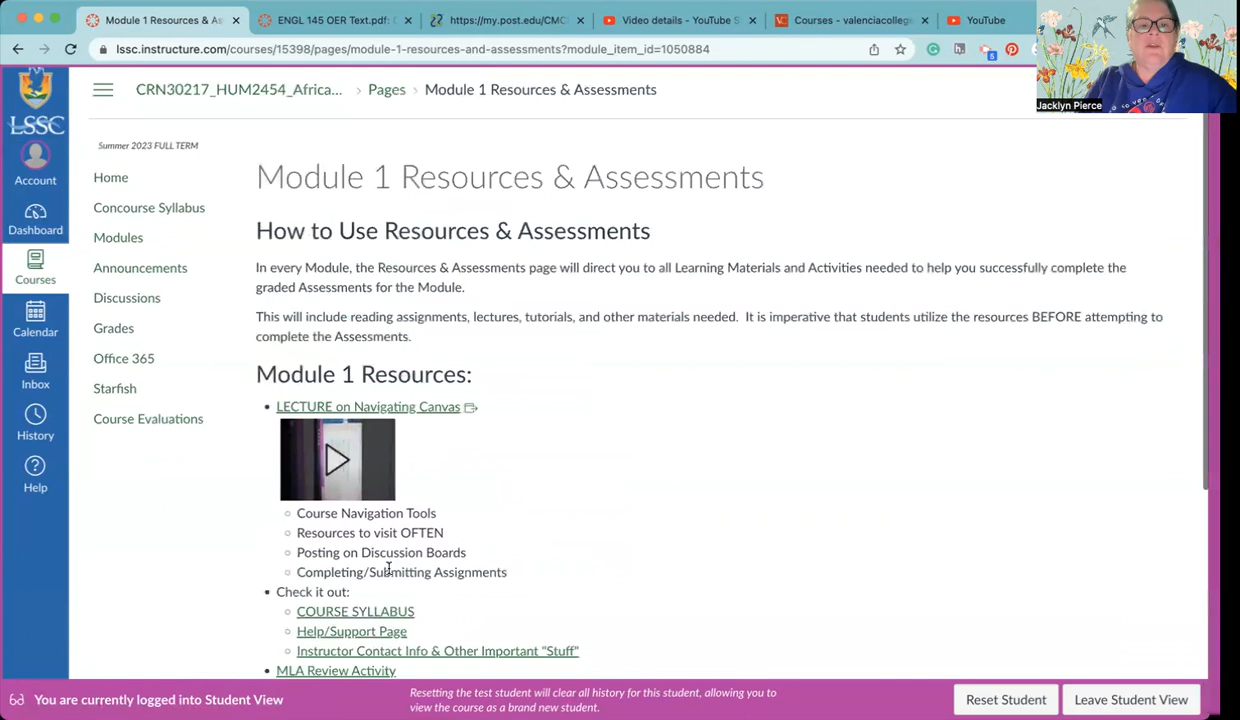 Module 1 Resources & As
ENGL 145 OER Text.pdf: C
https://my.post.edu/CMC
Video details - YouTube S
Courses - valenciacolleg
YouTube
lssc.instructure.com/courses/15398/pages/module-1-resources-and-assessments?module_item_id=1050884
Jacklyn Pierce
LSSC
Account
Dashboard
Courses
Calendar
Inbox
History
Help
CRN30217_HUM2454_Africa... > Pages > Module 1 Resources & Assessments
Summer 2023 FULL TERM
Home
Concourse Syllabus
Modules
Announcements
Discussions
Grades
Office 365
Starfish
Course Evaluations
Module 1 Resources & Assessments
How to Use Resources & Assessments
In every Module, the Resources & Assessments page will direct you to all Learning Materials and Activities needed to help you successfully complete the
graded Assessments for the Module.
This will include reading assignments, lectures, tutorials, and other materials needed.  It is imperative that students utilize the resources BEFORE attempting to
complete the Assessments.
Module 1 Resources:
LECTURE on Navigating Canvas
Course Navigation Tools
Resources to visit OFTEN
Posting on Discussion Boards
Completing/Submitting Assignments
Check it out:
COURSE SYLLABUS
Help/Support Page
Instructor Contact Info & Other Important "Stuff"
MLA Review Activity
You are currently logged into Student View
Resetting the test student will clear all history for this student, allowing you to
view the course as a brand new student.
Reset Student
Leave Student View